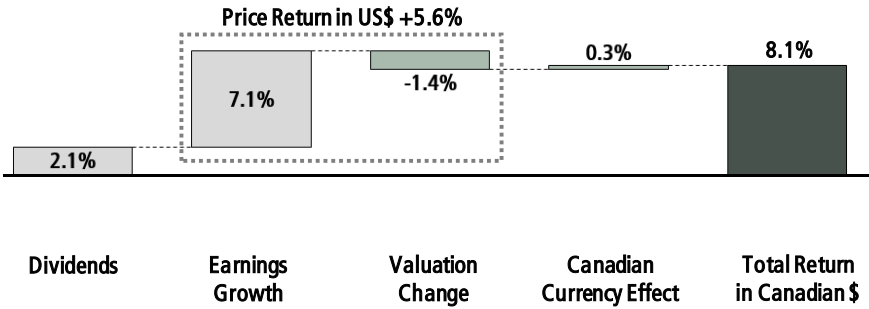 Price Return in US$ +5.6%
2.1%
7.1%
-1.4%
0.3%
8.1%
Dividends
Earnings
Growth
Valuation
Change
Canadian
Currency Effect
Total Return
in Canadian $